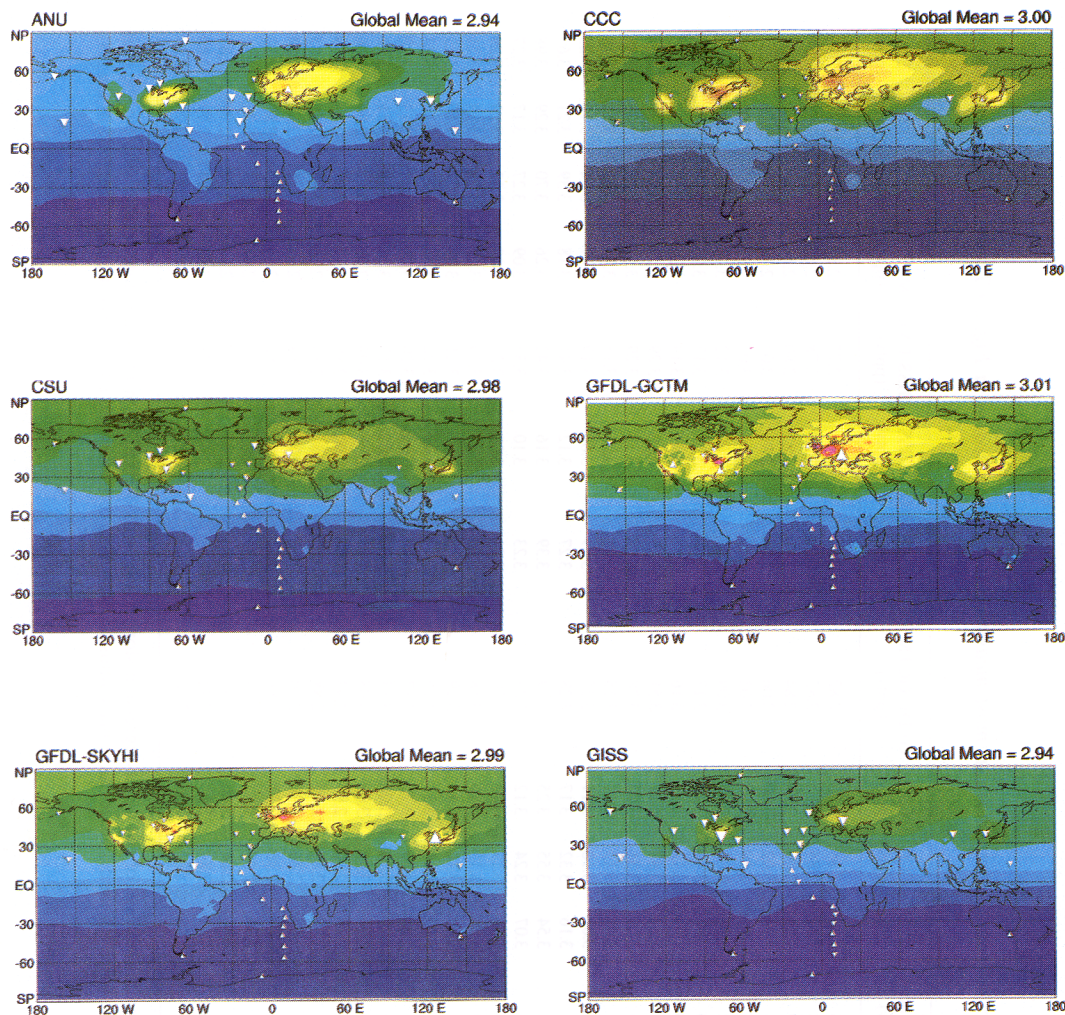 ANU Global Mean = 2.94
NP
60
30
EQ
-30
-60
SP
180 120 W 60 W 0 60 E 120 E 180
CCC Global Mean = 3.00
NP
60
30
EQ
-30
-60
SP
180 120 W 60 W 0 60 E 120 E 180
CSU Global Mean = 2.98
NP
60
30
EQ
-30
-60
SP
180 120 W 60 W 0 60 E 120 E 180
GFDL-GCTM Global Mean = 3.01
NP
60
30
EQ
-30
-60
SP
180 120 W 60 W 0 60 E 120 E 180
GFDL-SKYHI Global Mean = 2.99
NP
60
30
EQ
-30
-60
SP
180 120 W 60 W 0 60 E 120 E 180
GISS Global Mean = 2.94
NP
60
30
EQ
-30
-60
SP
180 120 W 60 W 0 60 E 120 E 180